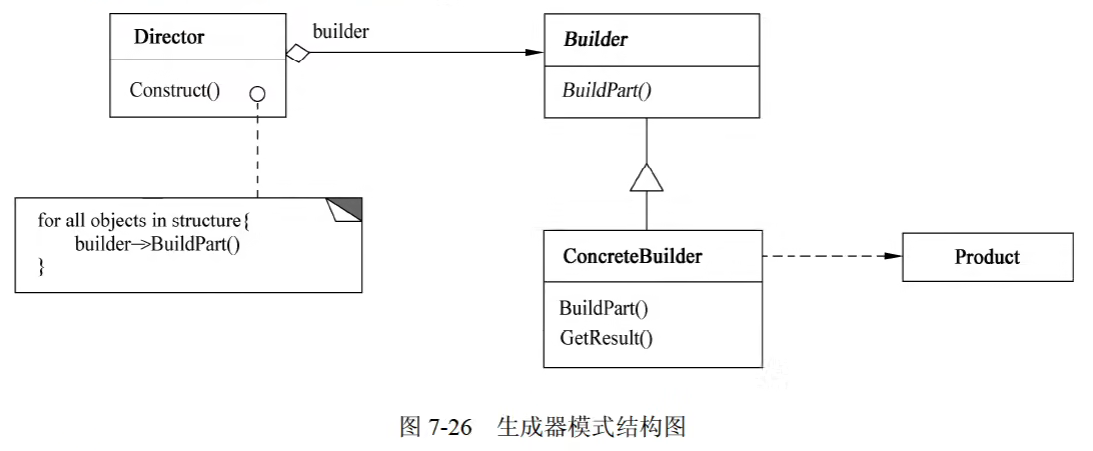 Director
Construct()
builder
Builder
BuildPart()
for all objects in structure{
builder->BuildPart()
}
ConcreteBuilder
BuildPart()
GetResult()
Product
图 7-26 生成器模式结构图